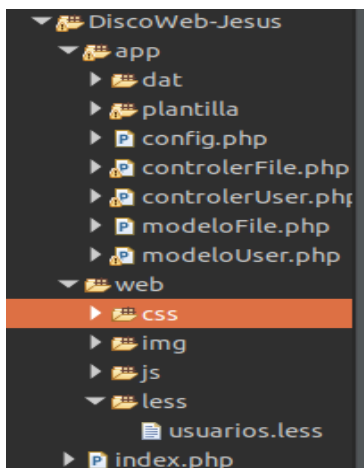 DiscoWeb-Jesus
app
dat
plantilla
config.php
controlerFile.php
controlerUser.php
modeloFile.php
modeloUser.php
web
css
img
js
less
usuarios.less
index.php